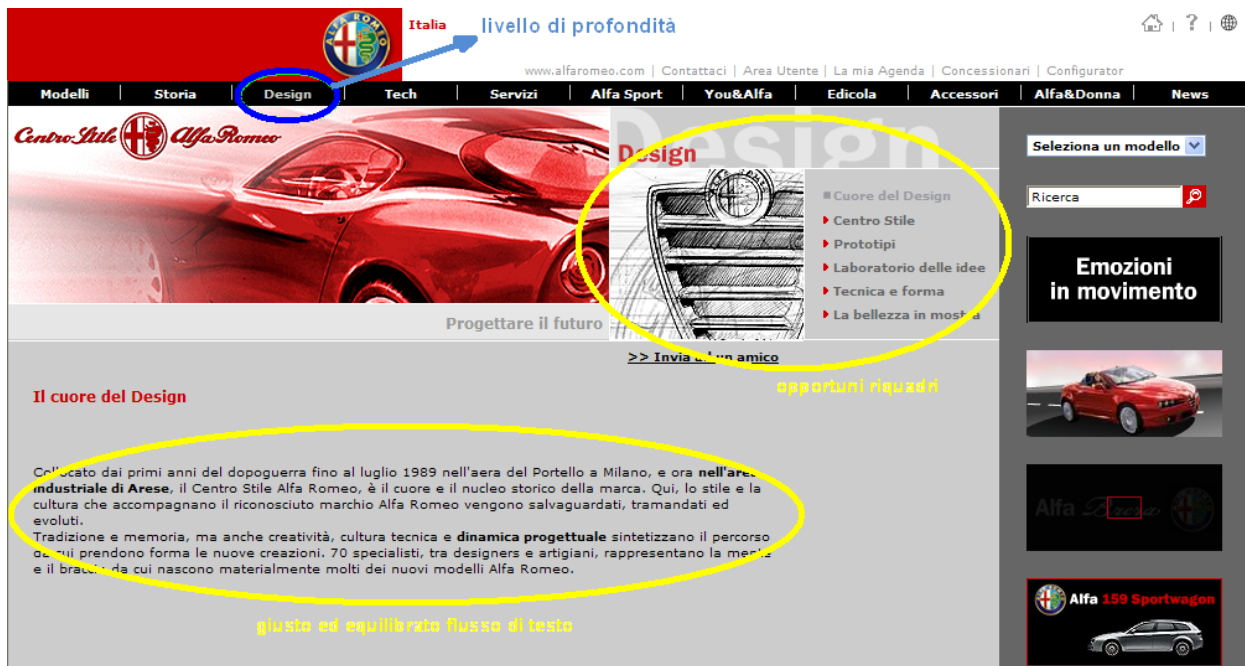 ALFA ROMEO
Italia
livello di profondità
?
www.alfaromeo.com | Contattaci | Area Utente | La mia Agenda | Concessionari | Configurator
Modelli | Storia | Design | Tech | Servizi | Alfa Sport | You&Alfa | Edicola | Accessori | Alfa&Donna | News
Centro Stile Alfa Romeo
Design
Design
Cuore del Design
Centro Stile
Prototipi
Laboratorio delle idee
Tecnica e forma
La bellezza in mostra
Progettare il futuro
>> Invia ad un amico
opportuni riquadri
Il cuore del Design
Collocato dai primi anni del dopoguerra fino al luglio 1989 nell'aera del Portello a Milano, e ora nell'area
industriale di Arese, il Centro Stile Alfa Romeo, è il cuore e il nucleo storico della marca. Qui, lo stile e la
cultura che accompagnano il riconosciuto marchio Alfa Romeo vengono salvaguardati, tramandati ed
evoluti.
Tradizione e memoria, ma anche creatività, cultura tecnica e dinamica progettuale sintetizzano il percorso
da cui prendono forma le nuove creazioni. 70 specialisti, tra designers e artigiani, rappresentano la mente
e il braccio da cui nascono materialmente molti dei nuovi modelli Alfa Romeo.
giusto ed equilibrato flusso di testo
Seleziona un modello
Ricerca
Emozioni
in movimento
Alfa Brera
Alfa 159 Sportwagon